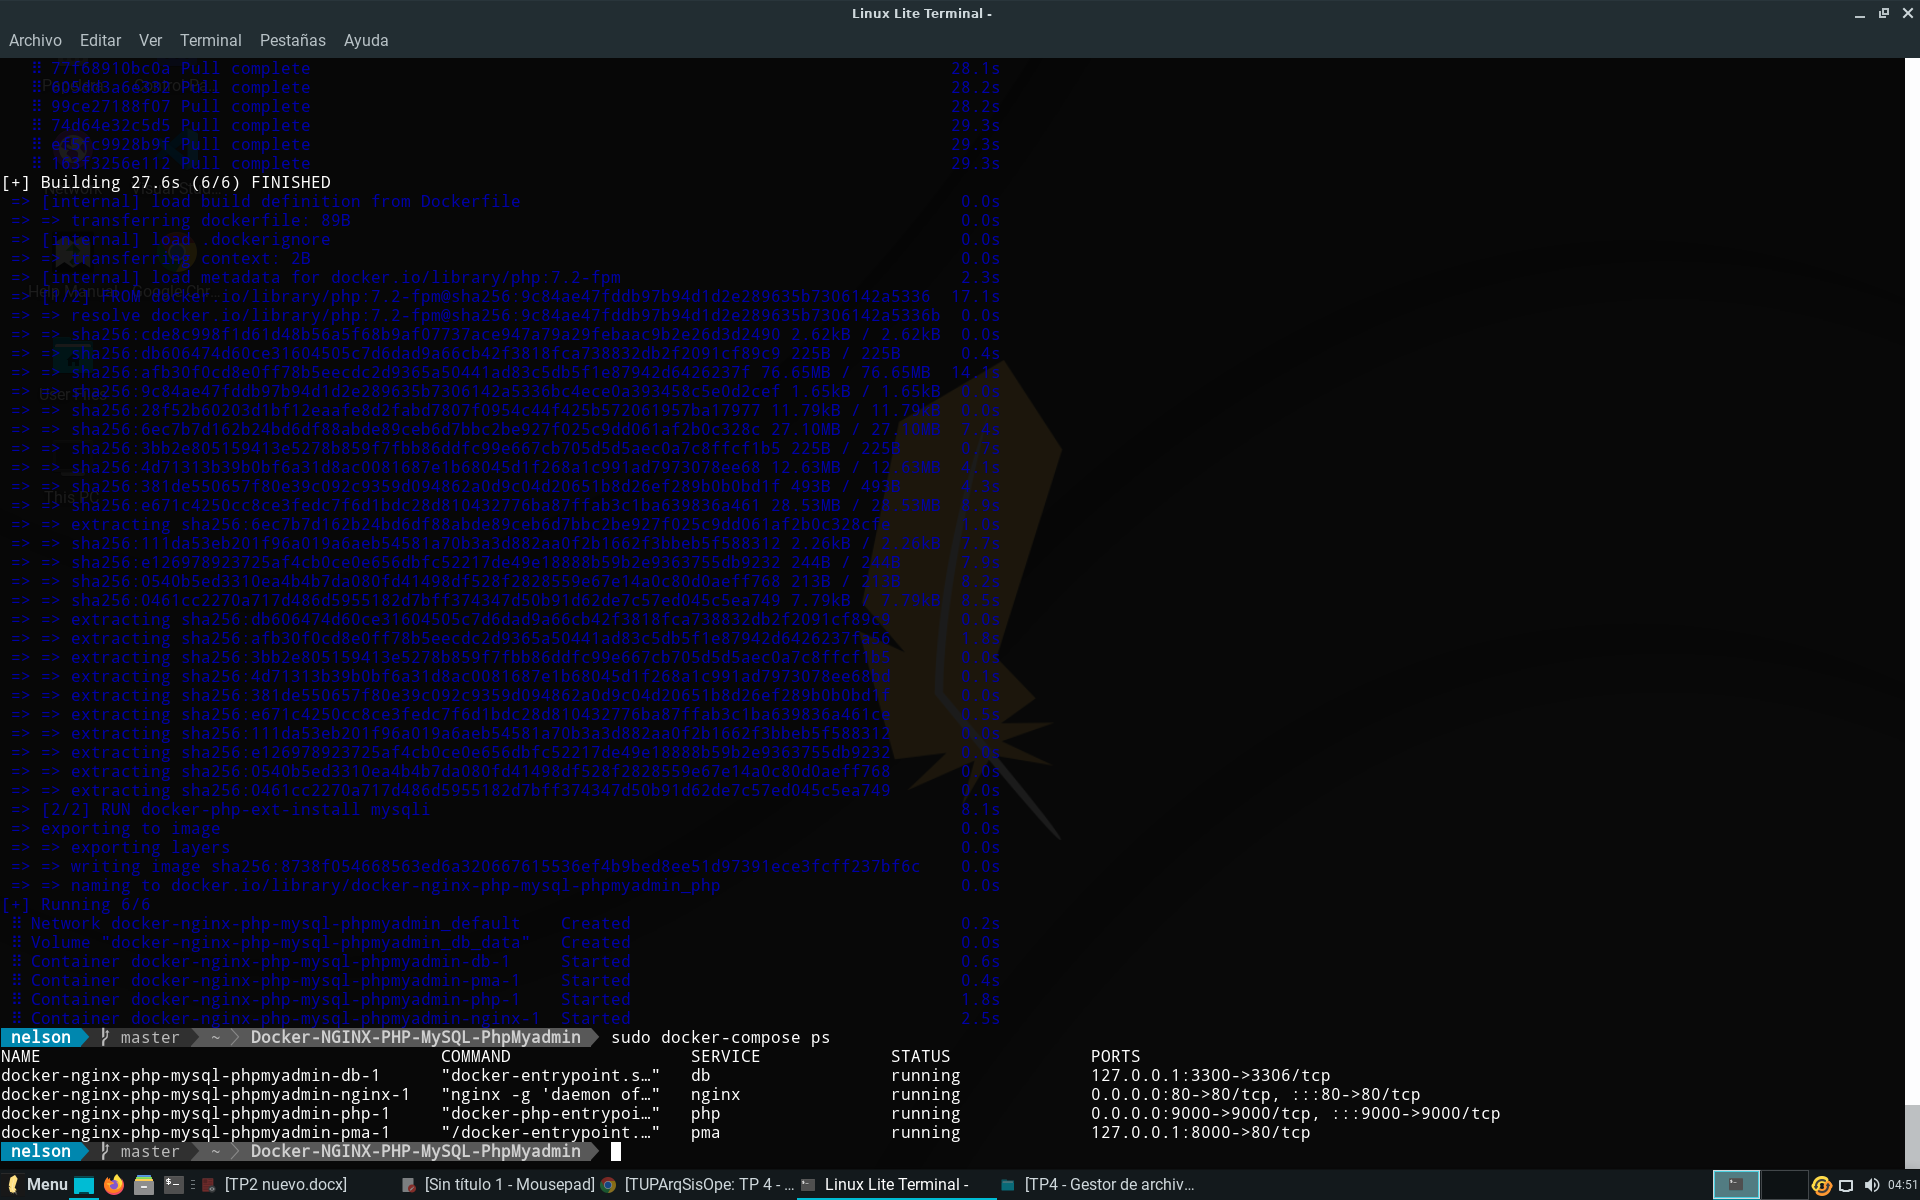 Linux Lite Terminal -
Archivo Editar Ver Terminal Pestañas Ayuda
77f68910bc0a Pull complete 28.1s
Pull complete 28.2s
99ce27188f07 Pull complete 28.2s
74d64e32c5d5 Pull complete 29.3s
Pull complete 29.3s
Pull complete 29.3s
[+] Building 27.6s (6/6) FINISHED
=> [internal] load build definition from Dockerfile 0.0s
=> => transferring dockerfile: 89B 0.0s
=> [internal] load .dockerignore 0.0s
=> => transferring context: 2B 0.0s
=> [internal] load metadata for docker.io/library/php:7.2-fpm 2.3s
=> [1/2] FROM docker.io/library/php:7.2-fpm@sha256:9c84ae47fddb97b94d1d2e289635b7306142a5336 17.1s
=> => resolve docker.io/library/php:7.2-fpm@sha256:9c84ae47fddb97b94d1d2e289635b7306142a5336b 0.0s
=> => sha256:cde8c998f1d61d48b56a5f68b9af07737ace947a79a29febaac9b2e26d3d2490 2.62kB / 2.62kB 0.0s
=> => sha256:db606474d60ce31604505c7d6dad9a66cb42f3818fca738832db2f2091cf89c9 225B / 225B 0.4s
=> => sha256:afb30f0cd8e0ff78b5eecdc2d9365a50441ad83c5db5f1e87942d6426237f 76.65MB / 76.65MB 14.1s
=> => sha256:9c84ae47fddb97b94d1d2e289635b7306142a5336bc4ece0a393458c5e0d2cef 1.65kB / 1.65kB 0.0s
=> => sha256:28f52b60203d1bf12eaafe8d2fabd7807f0954c44f425b572061957ba17977 11.79kB / 11.79kB 0.0s
=> => sha256:6ec7b7d162b24bd6df88abde89ceb6d7bbc2be927f025c9dd061af2b0c328c 27.10MB / 27.10MB 7.4s
=> => sha256:3bb2e805159413e5278b859f7fbb86ddfc99e667cb705d5d5aec0a7c8ffcf1b5 225B / 225B 0.7s
=> => sha256:4d71313b39b0bf6a31d8ac0081687e1b68045d1f268a1c991ad7973078ee68 12.63MB / 12.63MB 4.1s
=> => sha256:381de550657f80e39c092c9359d094862a0d9c04d20651b8d26ef289b0b0bd1f 493B / 493B 4.3s
=> => sha256:e671c4250cc8ce3fedc7f6d1bdc28d810432776ba87ffab3c1ba639836a461 28.53MB / 28.53MB 8.9s
=> => extracting sha256:6ec7b7d162b24bd6df88abde89ceb6d7bbc2be927f025c9dd061af2b0c328cfe 1.0s
=> => sha256:111da53eb201f96a019a6aeb54581a70b3a3d882aa0f2b1662f3bbeb5f588312 2.26kB / 2.26kB 7.7s
=> => sha256:e126978923725af4cb0ce0e656dbfc52217de49e18888b59b2e9363755db9232 244B / 244B 7.9s
=> => sha256:0540b5ed3310ea4b4b7da080fd41498df528f2828559e67e14a0c80d0aeff768 213B / 213B 8.2s
=> => sha256:0461cc2270a717d486d5955182d7bff374347d50b91d62de7c57ed045c5ea749 7.79kB / 7.79kB 8.5s
=> => extracting sha256:db606474d60ce31604505c7d6dad9a66cb42f3818fca738832db2f2091cf89c9 0.0s
=> => extracting sha256:afb30f0cd8e0ff78b5eecdc2d9365a50441ad83c5db5f1e87942d6426237fa56 1.8s
=> => extracting sha256:3bb2e805159413e5278b859f7fbb86ddfc99e667cb705d5d5aec0a7c8ffcf1b5 0.0s
=> => extracting sha256:4d71313b39b0bf6a31d8ac0081687e1b68045d1f268a1c991ad7973078ee68bd 0.1s
=> => extracting sha256:381de550657f80e39c092c9359d094862a0d9c04d20651b8d26ef289b0b0bd1f 0.0s
=> => extracting sha256:e671c4250cc8ce3fedc7f6d1bdc28d810432776ba87ffab3c1ba639836a461ca 0.5s
=> => extracting sha256:111da53eb201f96a019a6aeb54581a70b3a3d882aa0f2b1662f3bbeb5f588312 0.0s
=> => extracting sha256:e126978923725af4cb0ce0e656dbfc52217de49e18888b59b2e9363755db9232 0.0s
=> => extracting sha256:0540b5ed3310ea4b4b7da080fd41498df528f2828559e67e14a0c80d0aeff768 0.0s
=> => extracting sha256:0461cc2270a717d486d5955182d7bff374347d50b91d62de7c57ed045c5ea749 0.0s
=> [2/2] RUN docker-php-ext-install mysqli 8.1s
=> exporting to image 0.0s
=> => exporting layers 0.0s
=> => writing image sha256:8738f054668563ed6a320667615536ef4b9bed8ee51d97391ece3fcff237bf6c 0.0s
=> => naming to docker.io/library/docker-nginx-php-mysql-phpmyadmin_php 0.0s
[+] Running 6/6
Network docker-nginx-php-mysql-phpmyadmin_default Created 0.2s
Volume "docker-nginx-php-mysql-phpmyadmin_db_data" Created 0.0s
Container docker-nginx-php-mysql-phpmyadmin-db-1 Started 0.6s
Container docker-nginx-php-mysql-phpmyadmin-pma-1 Started 0.4s
Container docker-nginx-php-mysql-phpmyadmin-php-1 Started 1.8s
Container docker-nginx-php-mysql-phpmyadmin-nginx-1 Started 2.5s
nelson master ~ Docker-NGINX-PHP-MySQL-PhpMyadmin sudo docker-compose ps
NAME COMMAND SERVICE STATUS PORTS
docker-nginx-php-mysql-phpmyadmin-db-1 "docker-entrypoint.s…" db running 127.0.0.1:3300->3306/tcp
docker-nginx-php-mysql-phpmyadmin-nginx-1 "nginx -g 'daemon of…" nginx running 0.0.0.0:80->80/tcp, :::80->80/tcp
docker-nginx-php-mysql-phpmyadmin-php-1 "docker-php-entrypoi…" php running 0.0.0.0:9000->9000/tcp, :::9000->9000/tcp
docker-nginx-php-mysql-phpmyadmin-pma-1 "/docker-entrypoint.…" pma running 127.0.0.1:8000->80/tcp
nelson master ~ Docker-NGINX-PHP-MySQL-PhpMyadmin
Menu [TP2 nuevo.docx] [Sin título 1 - Mousepad] [TUPArqSisOpe: TP 4 - … Linux Lite Terminal - [TP4 - Gestor de archiv… 04:51